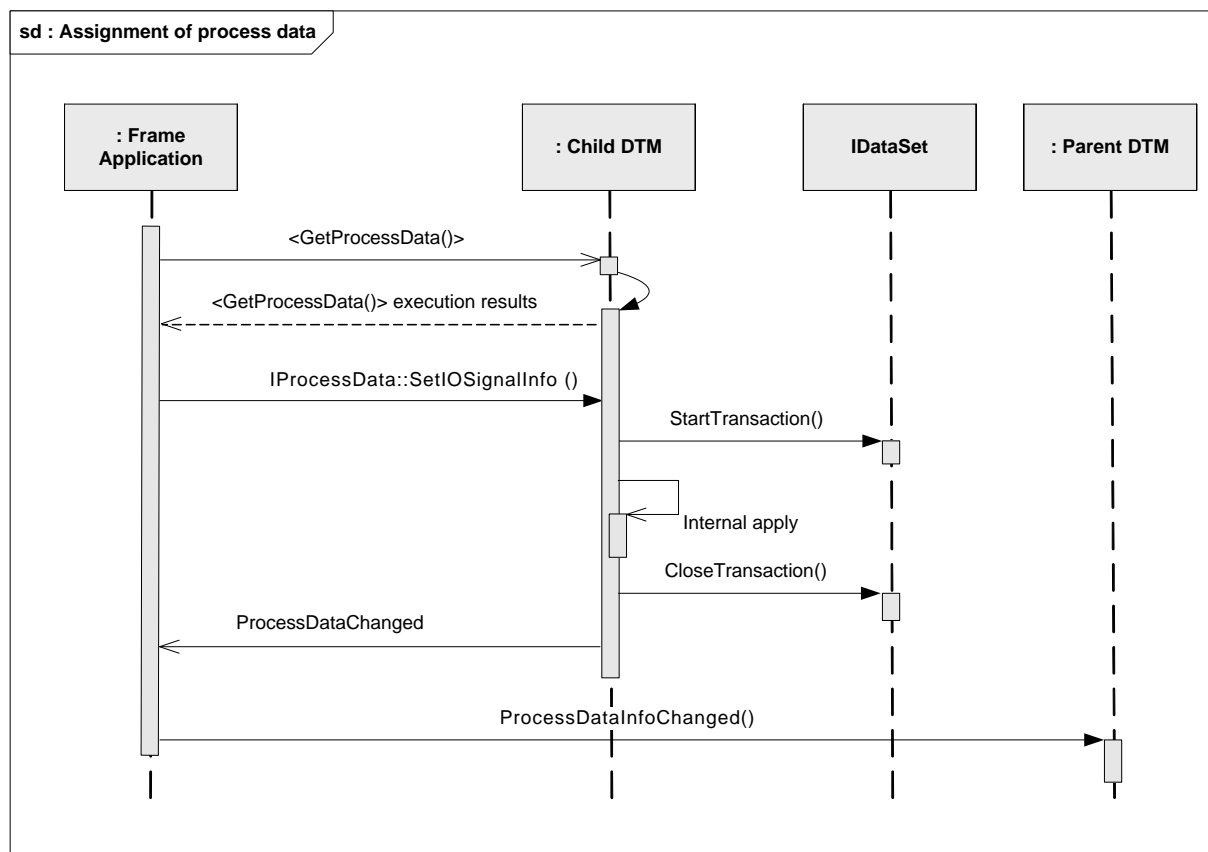 sd : Assignment of process data
: Frame
Application
: Child DTM
IDataSet
: Parent DTM
<GetProcessData()>
<GetProcessData()> execution results
IProcessData::SetIOSignalInfo ()
StartTransaction()
Internal apply
CloseTransaction()
ProcessDataChanged
ProcessDataInfoChanged()